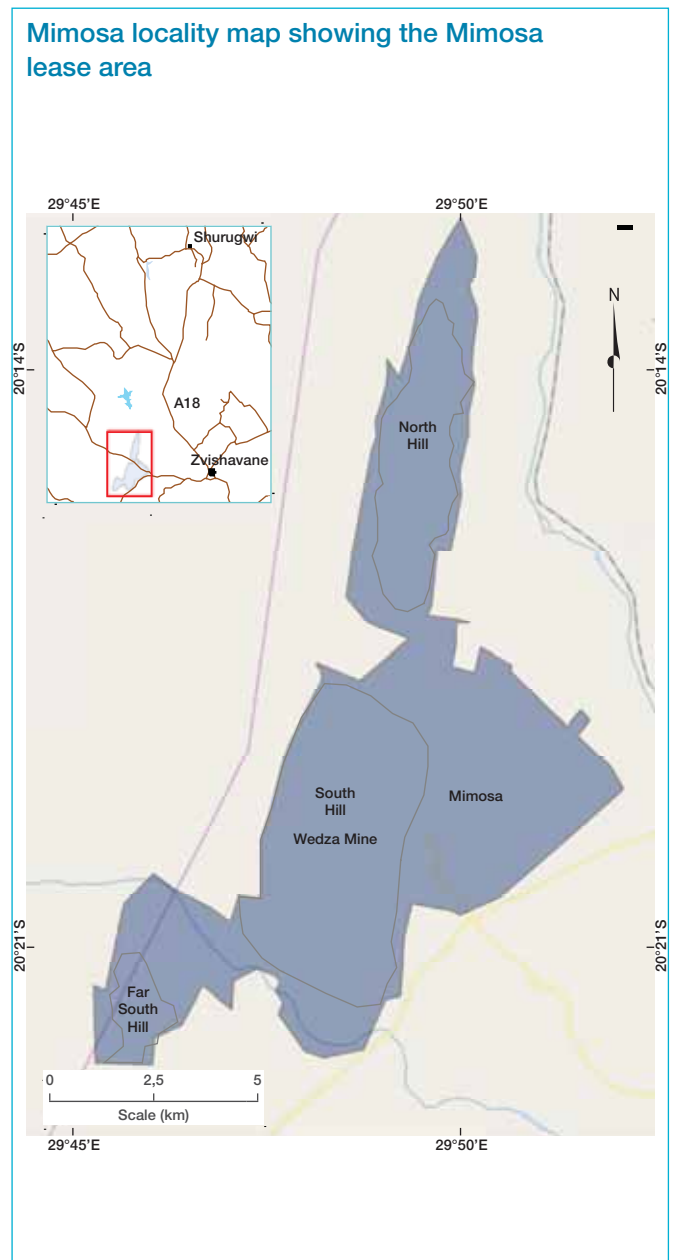 Mimosa locality map showing the Mimosa
lease area
29°45'E
29°50'E
Shurugwi
A18
Zvishavane
N
20°14'S
20°14'S
North
Hill
South
Hill
Wedza Mine
Mimosa
20°21'S
20°21'S
Far
South
Hill
0 2,5 5
Scale (km)
29°45'E
29°50'E